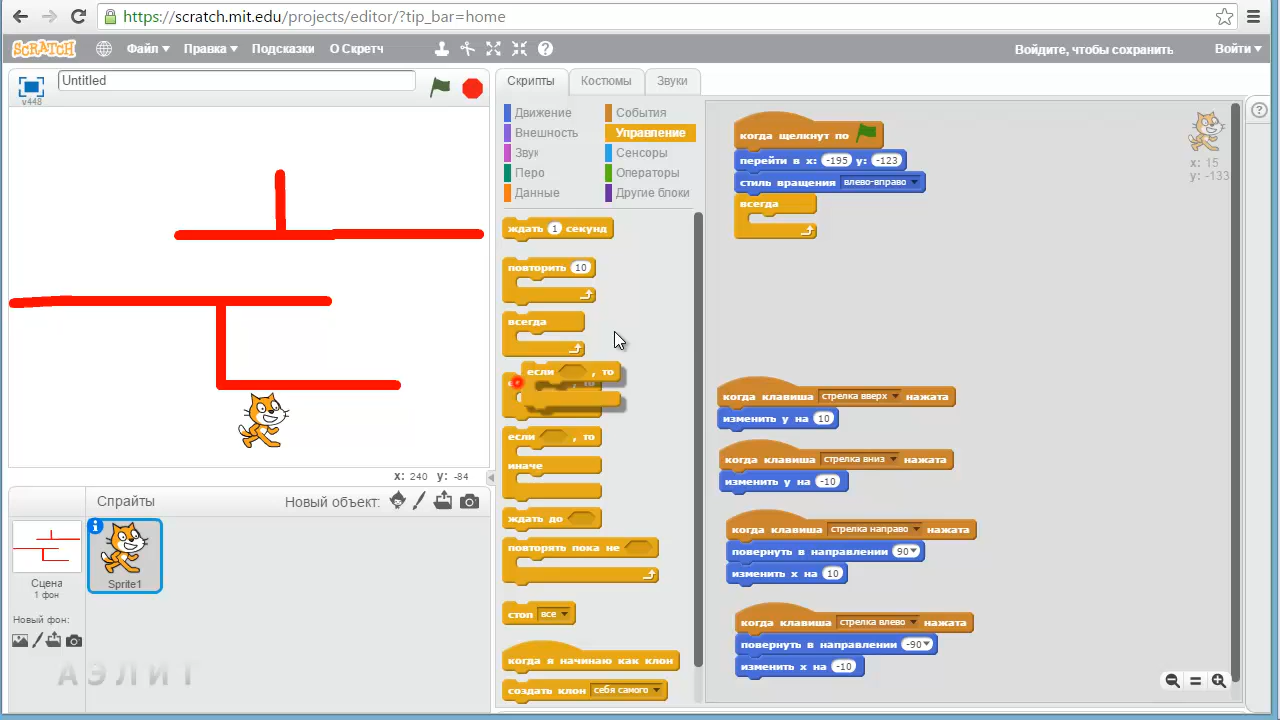 https://scratch.mit.edu/projects/editor/?tip_bar=home
SCRATCH
Файл
Правка
Подсказки
О Скретч
Войдите, чтобы сохранить
Войти
v448
Untitled
Скрипты
Костюмы
Звуки
Движение
События
Внешность
Управление
Звук
Сенсоры
Перо
Операторы
Данные
Другие блоки
ждать 1 секунд
повторить 10
всегда
если , то
если , то
иначе
ждать до
повторять пока не
стоп все
когда я начинаю как клон
создать клон себя самого
когда щелкнут по
перейти в x: -195 y: -123
стиль вращения влево-вправо
всегда
x: 15
y: -133
когда клавиша стрелка вверх нажата
изменить y на 10
когда клавиша стрелка вниз нажата
изменить y на -10
когда клавиша стрелка направо нажата
повернуть в направлении 90
изменить x на 10
когда клавиша стрелка влево нажата
повернуть в направлении -90
изменить x на -10
x: 240 y: -84
Спрайты
Новый объект:
Сцена
1 фон
Новый фон:
Sprite1
АЭЛИТ